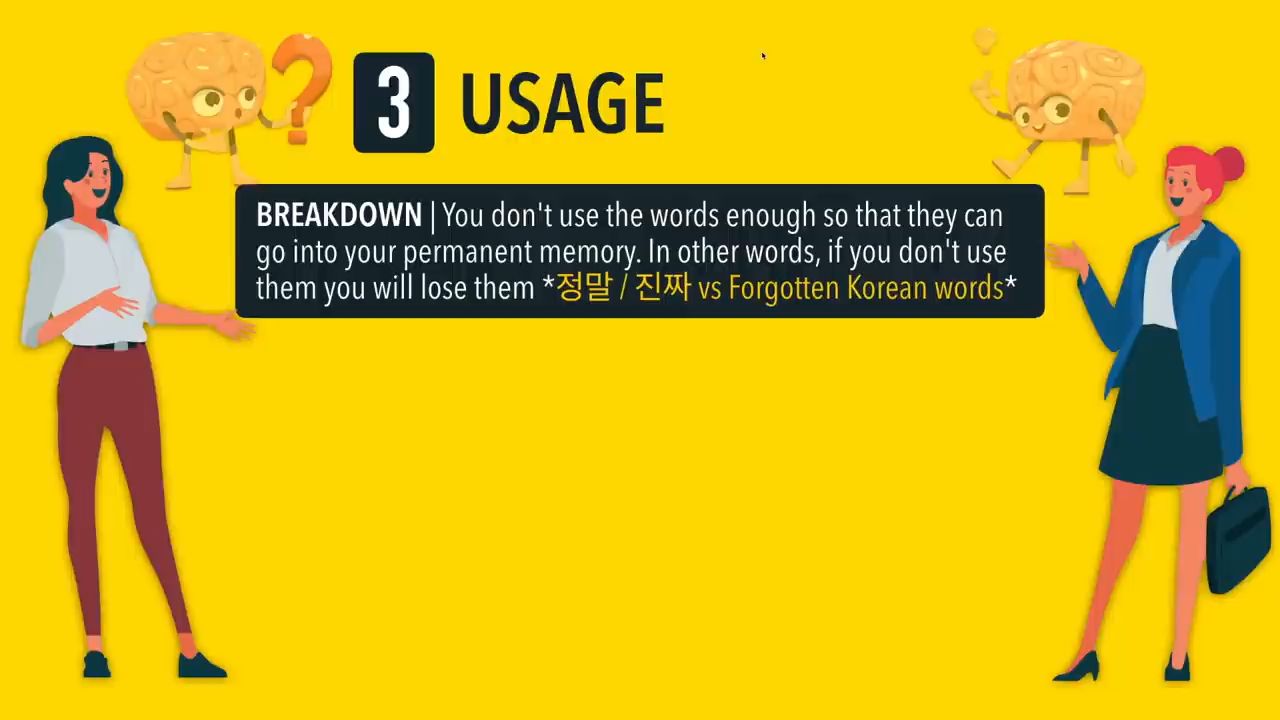 3 USAGE
BREAKDOWN | You don't use the words enough so that they can
go into your permanent memory. In other words, if you don't use
them you will lose them *정말 / 진짜 vs Forgotten Korean words*